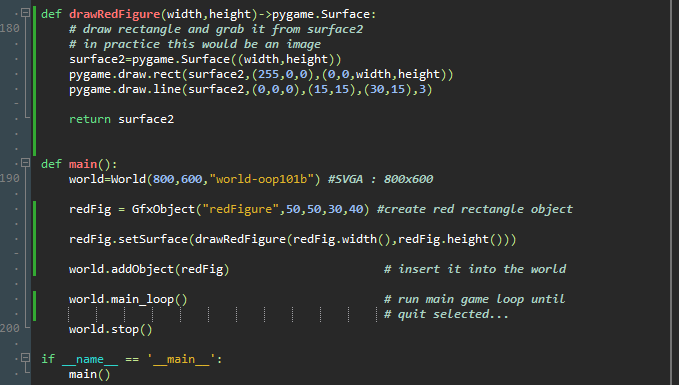 def drawRedFigure(width,height)->pygame.Surface:
180 # draw rectangle and grab it from surface2
# in practice this would be an image
surface2=pygame.Surface((width,height))
pygame.draw.rect(surface2,(255,0,0),(0,0,width,height))
pygame.draw.line(surface2,(0,0,0),(15,15),(30,15),3)
return surface2
def main():
190 world=World(800,600,"world-oop101b") #SVGA : 800x600
redFig = GfxObject("redFigure",50,50,30,40) #create red rectangle object
redFig.setSurface(drawRedFigure(redFig.width(),redFig.height()))
world.addObject(redFig) # insert it into the world
world.main_loop() # run main game loop until
# quit selected...
200 world.stop()
if __name__ == '__main__':
main()